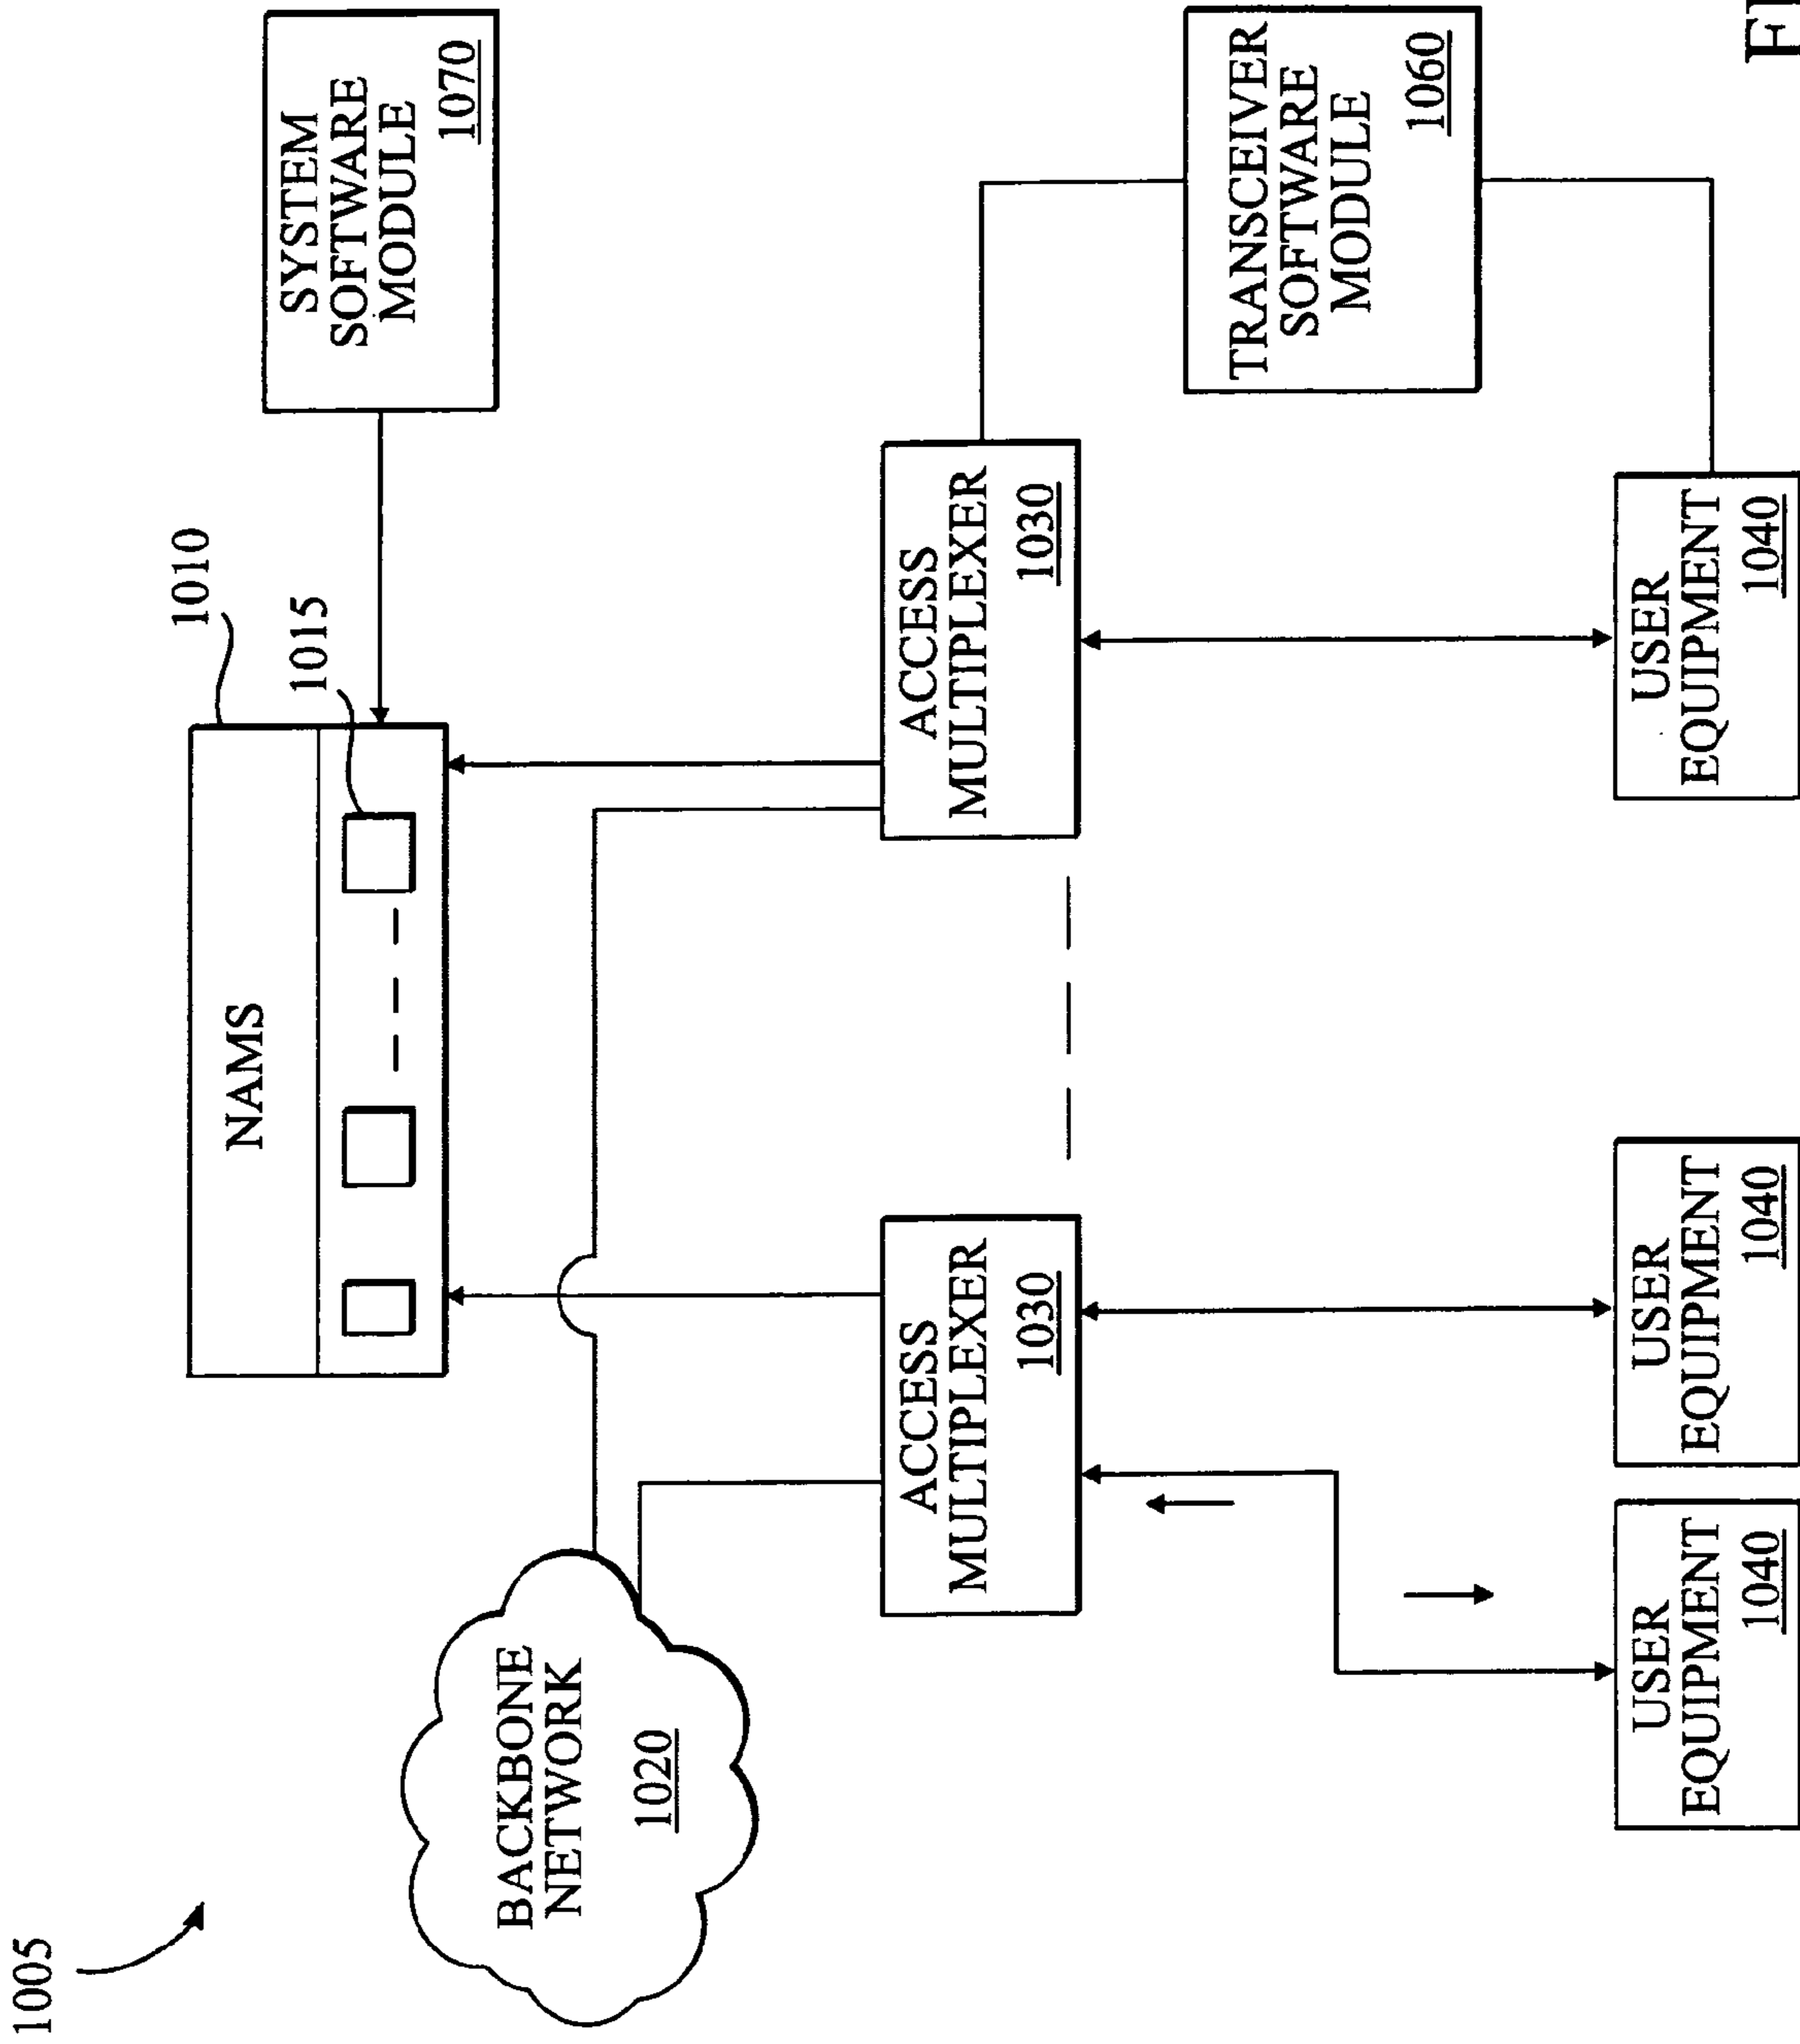 1005
1010
NAMS
1015
SYSTEM
SOFTWARE
MODULE
1070
BACKBONE
NETWORK
1020
ACCESS
MULTIPLEXER
1030
ACCESS
MULTIPLEXER
1030
TRANSCEIVER
SOFTWARE
MODULE
1060
USER
EQUIPMENT
1040
USER
EQUIPMENT
1040
USER
EQUIPMENT
1040